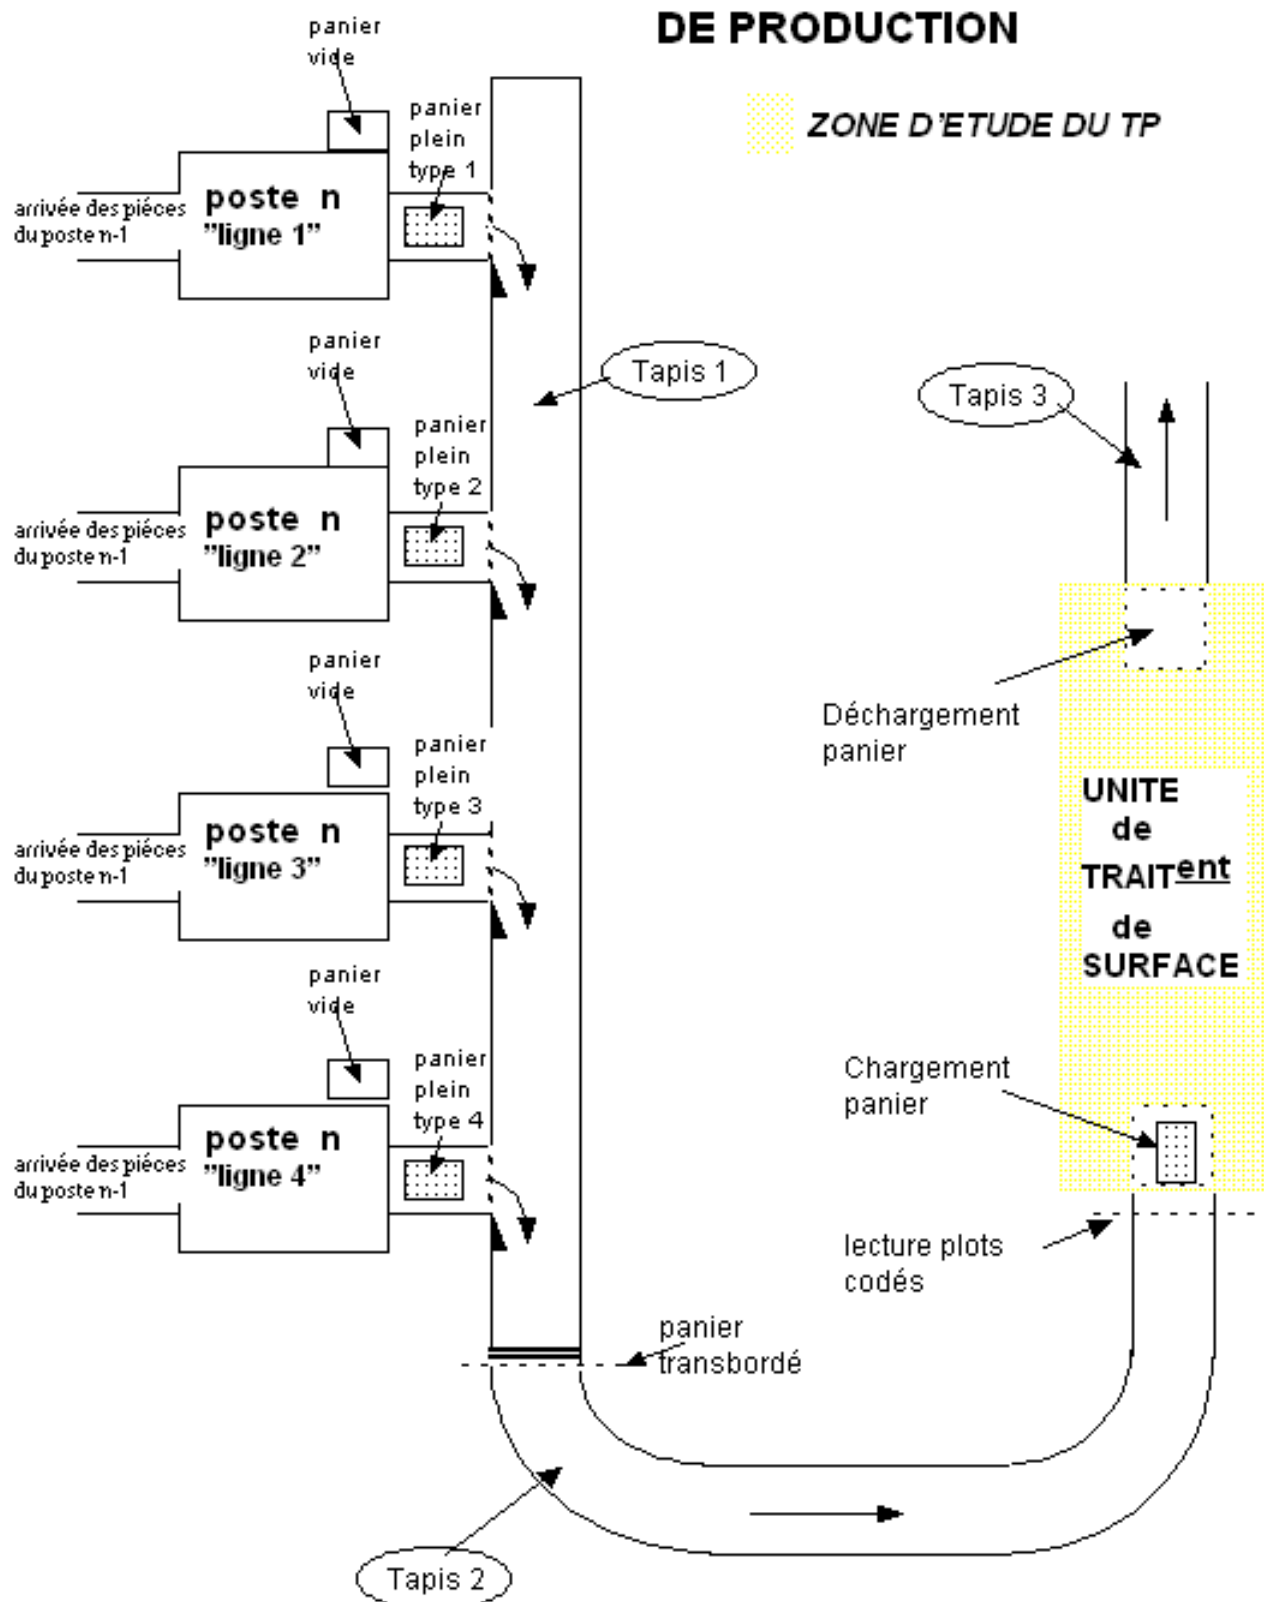 DE PRODUCTION
ZONE D'ETUDE DU TP
panier
vide
panier
plein
type 1
poste n
"ligne 1"
arrivée des piéces
du poste n-1
Tapis 1
panier
vide
panier
plein
type 2
poste n
"ligne 2"
arrivée des piéces
du poste n-1
Tapis 3
panier
vide
panier
plein
type 3
poste n
"ligne 3"
arrivée des piéces
du poste n-1
Déchargement
panier
UNITE
de
TRAITent
de
SURFACE
panier
vide
panier
plein
type 4
poste n
"ligne 4"
arrivée des piéces
du poste n-1
Chargement
panier
lecture plots
codés
panier
transbordé
Tapis 2